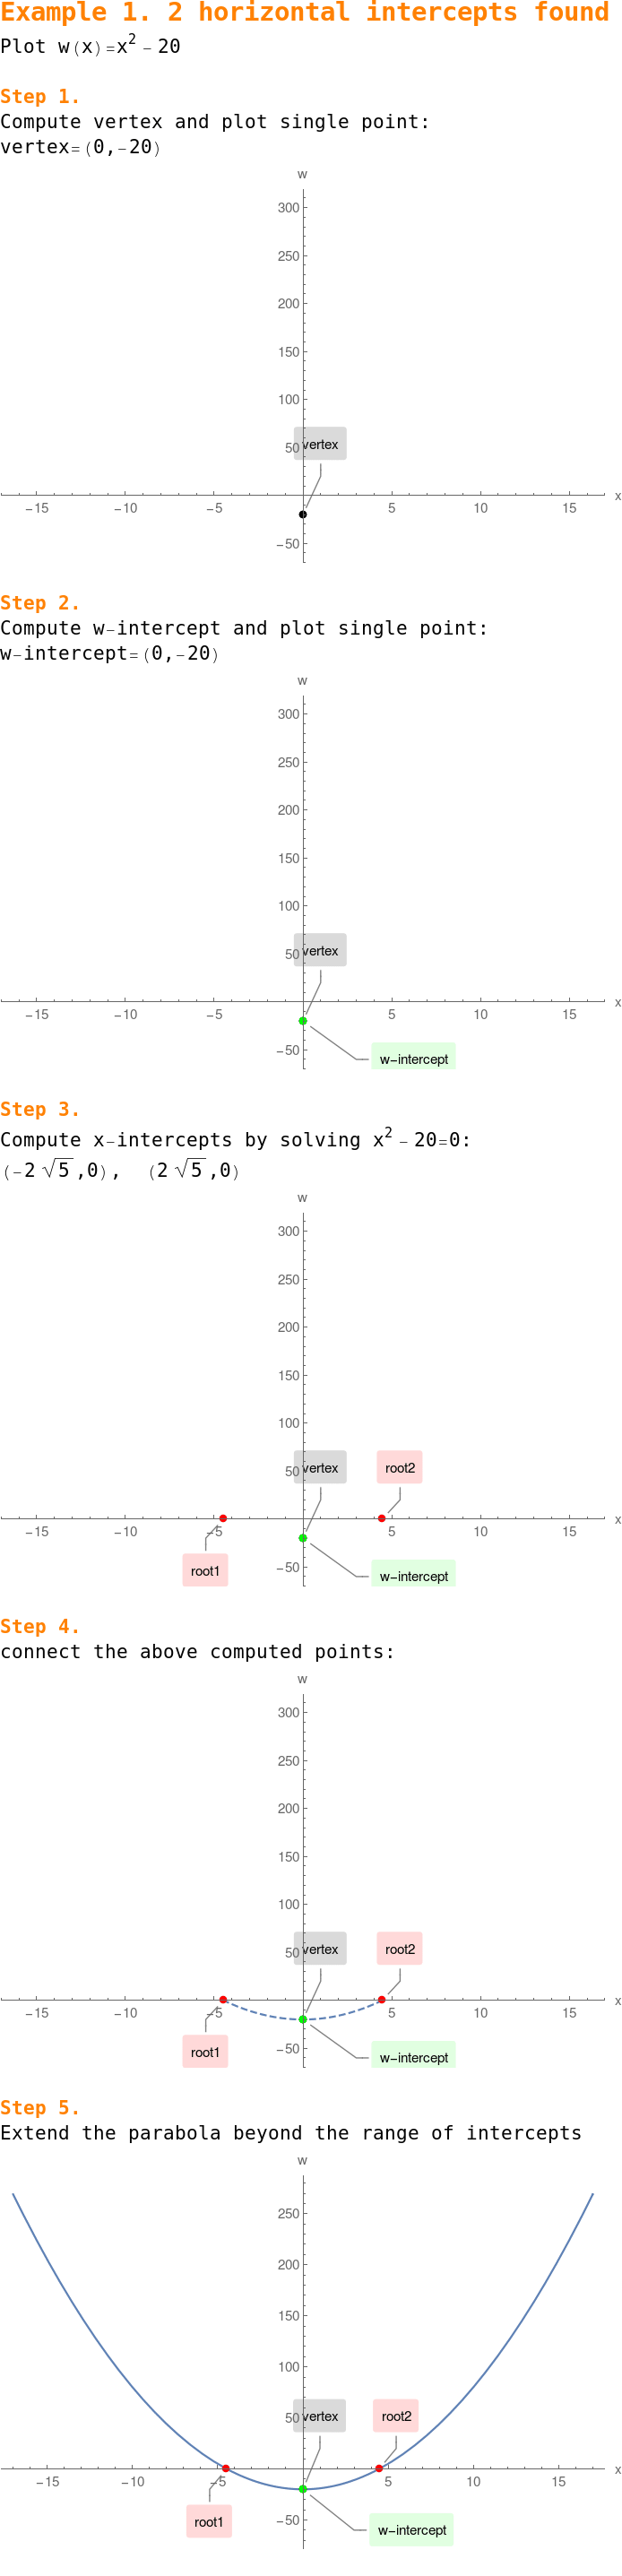 Example 1. 2 horizontal intercepts found
Plot w(x)=x² − 20
Step 1.
Compute vertex and plot single point:
vertex=(0,−20)
w
300
250
200
150
100
50 vertex
−15 −10 −5 5 10 15 x
−50
Step 2.
Compute w−intercept and plot single point:
w−intercept=(0,−20)
w
300
250
200
150
100
50 vertex
−15 −10 −5 5 10 15 x
−50 w−intercept
Step 3.
Compute x−intercepts by solving x² − 20=0:
(−2 √5 ,0), (2 √5 ,0)
w
300
250
200
150
100
50 vertex root2
−15 −10 −5 5 10 15 x
root1 −50 w−intercept
Step 4.
connect the above computed points:
w
300
250
200
150
100
50 vertex root2
−15 −10 −5 5 10 15 x
root1 −50 w−intercept
Step 5.
Extend the parabola beyond the range of intercepts
w
250
200
150
100
50 vertex root2
−15 −10 −5 5 10 15 x
root1 −50 w−intercept